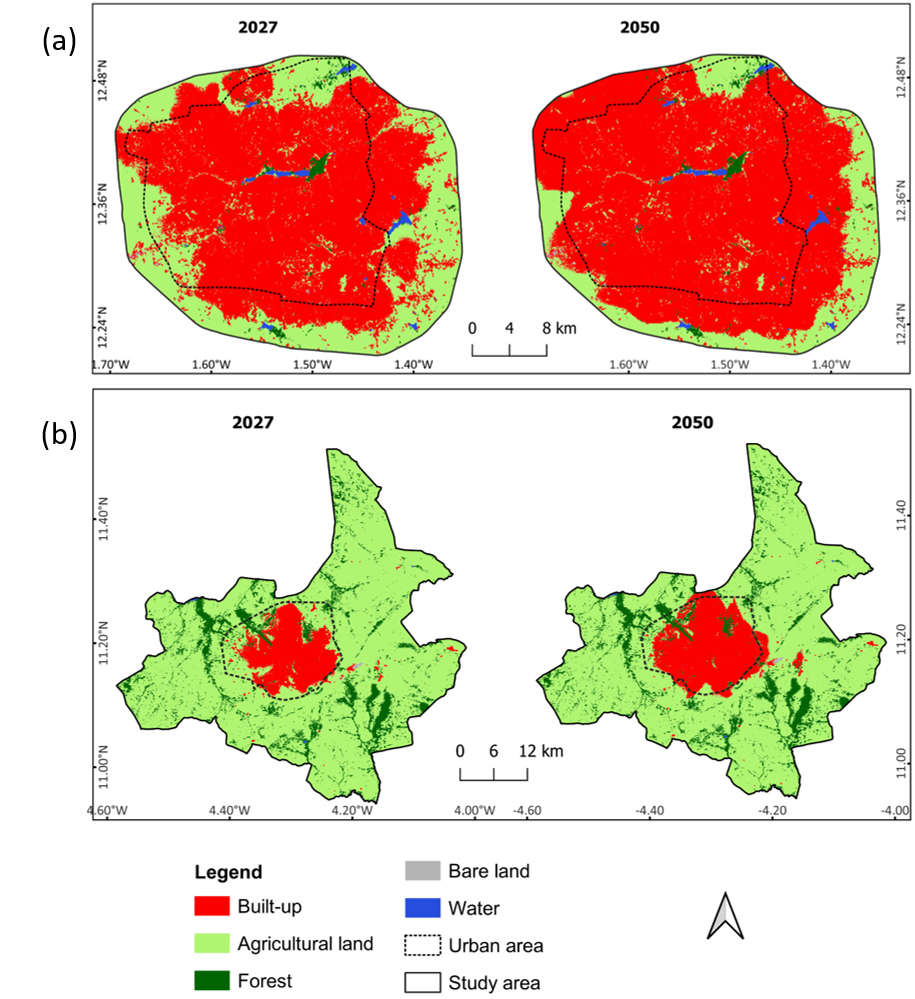 (a)
2027 2050
12.48°N 12.48°N
12.36°N 12.36°N
12.24°N 12.24°N
0 4 8 km
1.70°W 1.60°W 1.50°W 1.40°W 1.60°W 1.50°W 1.40°W
(b)
2027 2050
11.40°N 11.40
11.20°N 11.20
11.00°N 11.00
0 6 12 km
4.60°W 4.40°W 4.20°W 4.00°W -4.60 -4.40 -4.20 -4.00
Legend
Built-up
Agricultural land
Forest
Bare land
Water
Urban area
Study area